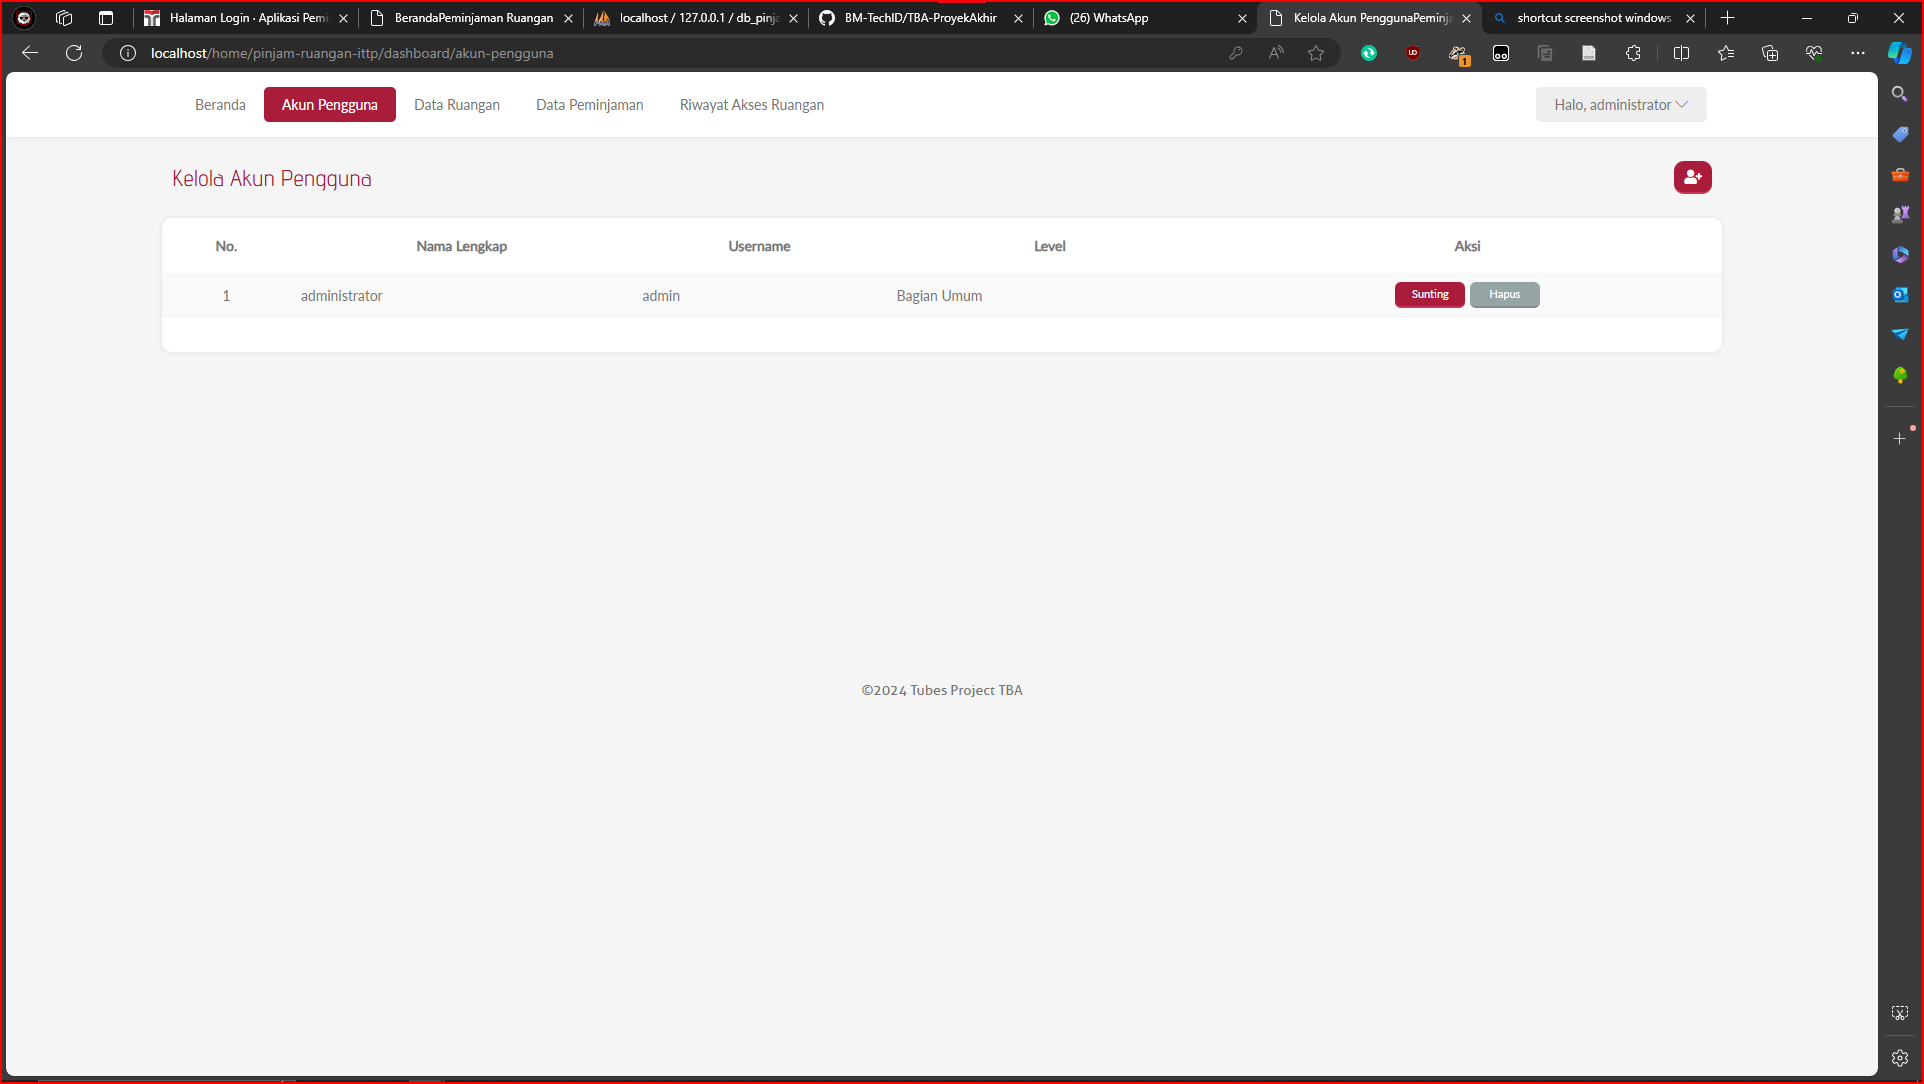 Halaman Login · Aplikasi Pemi
BerandaPeminjaman Ruangan
localhost / 127.0.0.1 / db_pinja
BM-TechID/TBA-ProyekAkhir
(26) WhatsApp
Kelola Akun PenggunaPeminja
shortcut screenshot windows
localhost/home/pinjam-ruangan-ittp/dashboard/akun-pengguna
UD
1
Beranda
Akun Pengguna
Data Ruangan
Data Peminjaman
Riwayat Akses Ruangan
Halo, administrator
Kelola Akun Pengguna
No. Nama Lengkap Username Level Aksi
1 administrator admin Bagian Umum Sunting Hapus
©2024 Tubes Project TBA